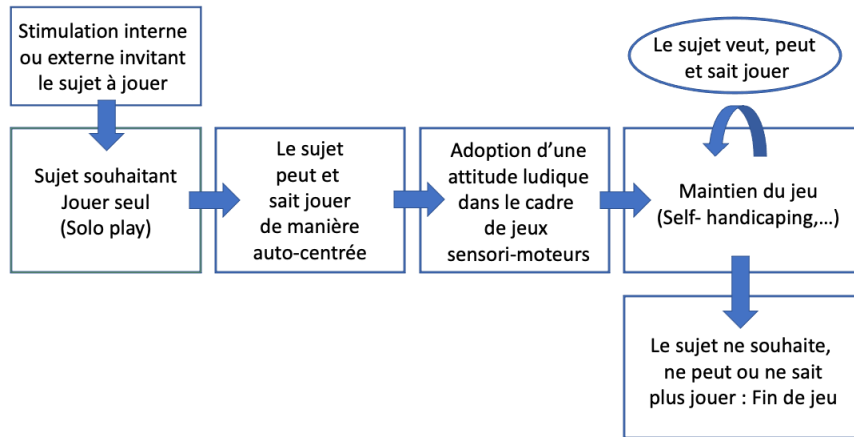 Stimulation interne
ou externe invitant
le sujet à jouer
Sujet souhaitant
Jouer seul
(Solo play)
Le sujet
peut et
sait jouer
de manière
auto-centrée
Adoption d’une
attitude ludique
dans le cadre
de jeux
sensori-moteurs
Le sujet veut, peut
et sait jouer
Maintien du jeu
(Self- handicaping,…)
Le sujet ne souhaite,
ne peut ou ne sait
plus jouer : Fin de jeu